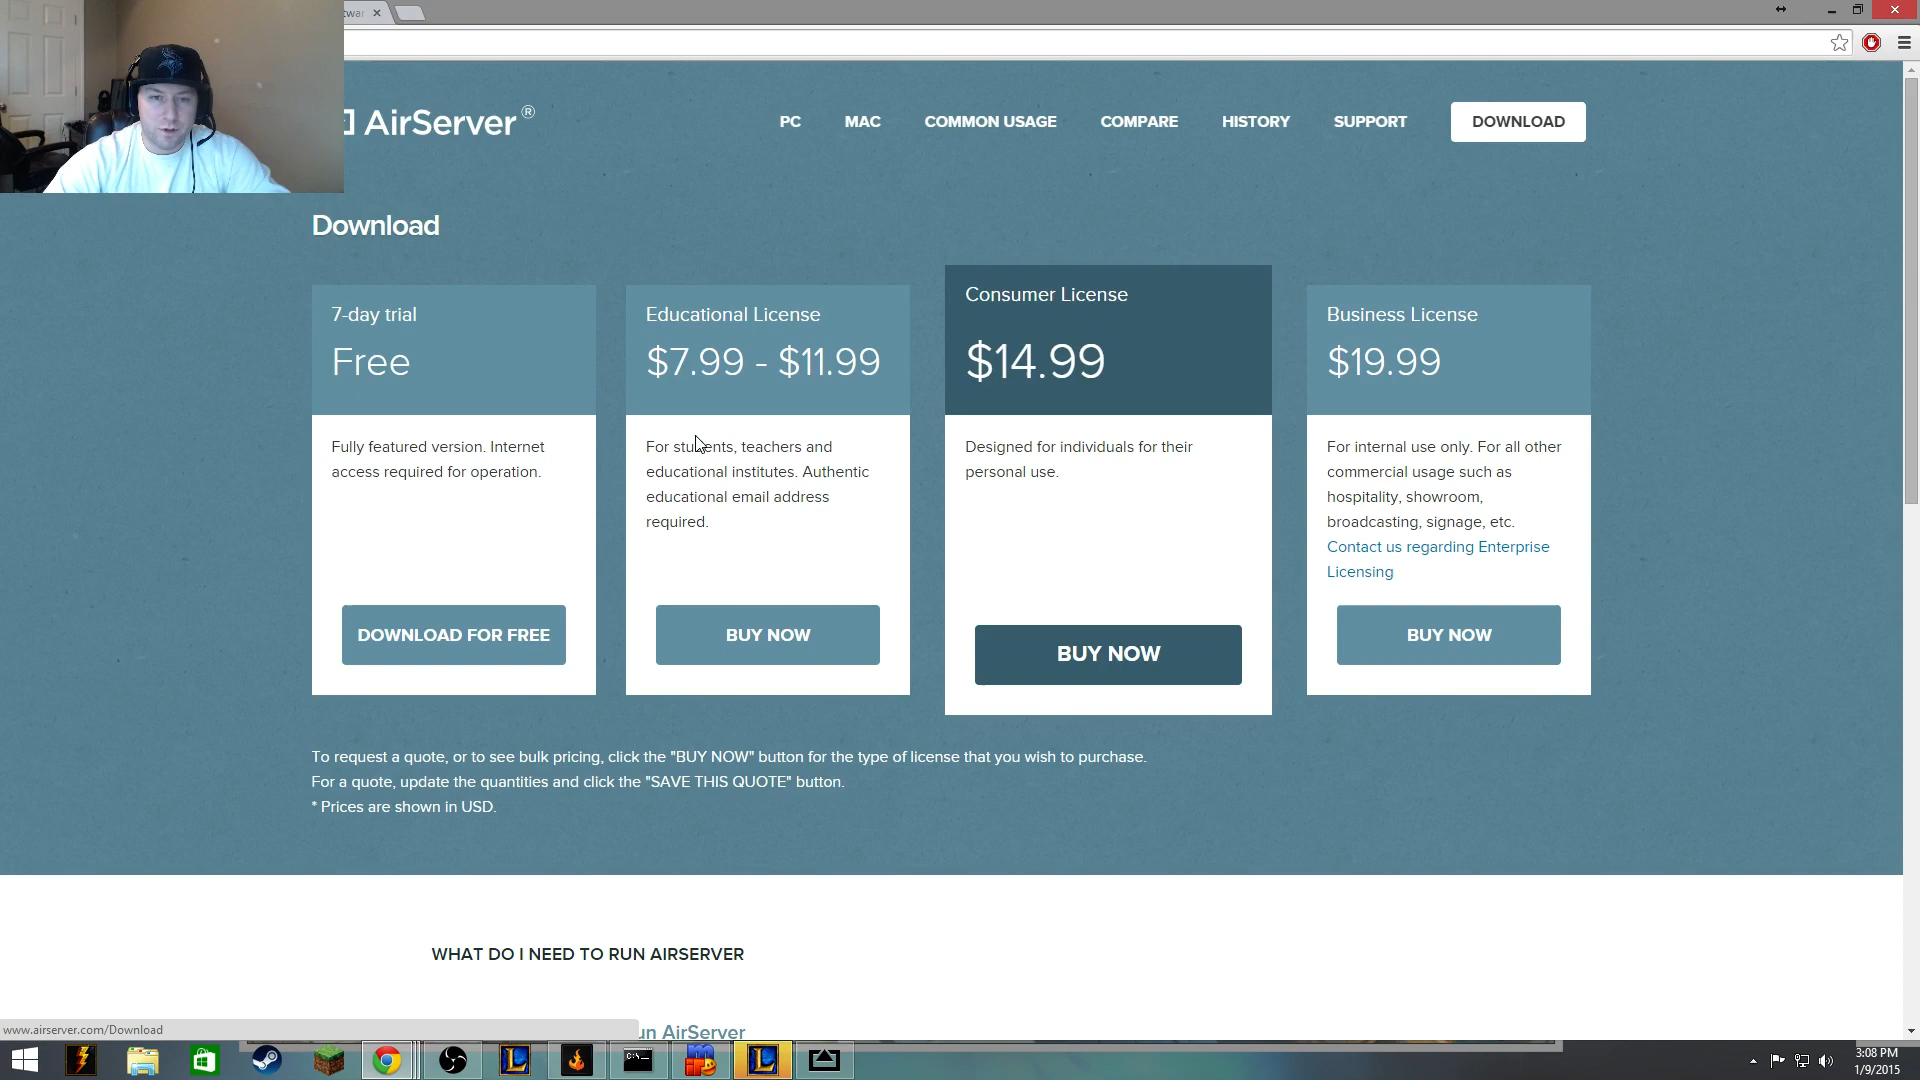 twar
AirServer®
PC
MAC
COMMON USAGE
COMPARE
HISTORY
SUPPORT
DOWNLOAD
Download
7-day trial
Free
Fully featured version. Internet
access required for operation.
DOWNLOAD FOR FREE
Educational License
$7.99 - $11.99
For students, teachers and
educational institutes. Authentic
educational email address
required.
BUY NOW
Consumer License
$14.99
Designed for individuals for their
personal use.
BUY NOW
Business License
$19.99
For internal use only. For all other
commercial usage such as
hospitality, showroom,
broadcasting, signage, etc.
Contact us regarding Enterprise
Licensing
BUY NOW
To request a quote, or to see bulk pricing, click the "BUY NOW" button for the type of license that you wish to purchase.
For a quote, update the quantities and click the "SAVE THIS QUOTE" button.
* Prices are shown in USD.
WHAT DO I NEED TO RUN AIRSERVER
un AirServer
www.airserver.com/Download
C:\_
3:08 PM
1/9/2015